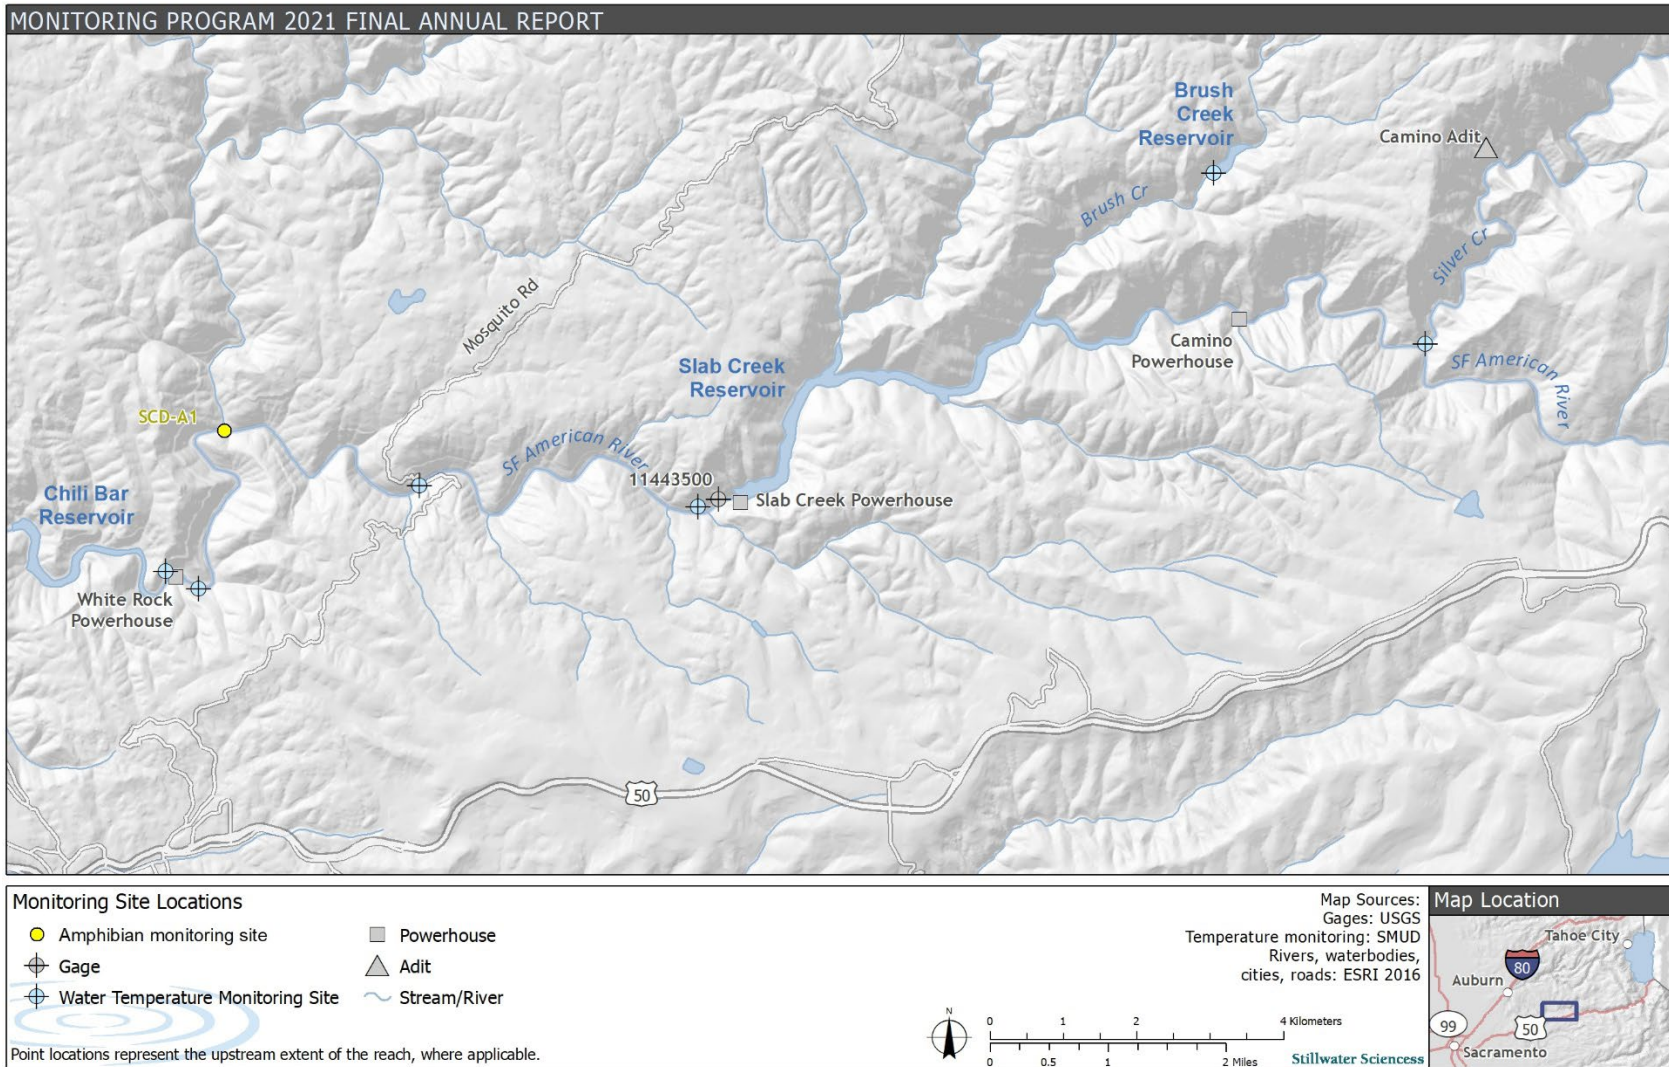 MONITORING PROGRAM 2021 FINAL ANNUAL REPORT
Brush
Creek
Reservoir
Camino Adit
Brush Cr
Silver Cr
Mosquito Rd
Camino
Powerhouse
SF American River
Slab Creek
Reservoir
SCD-A1
SF American River
11443500
Slab Creek Powerhouse
Chili Bar
Reservoir
White Rock
Powerhouse
50
Monitoring Site Locations
Amphibian monitoring site
Gage
Water Temperature Monitoring Site
Powerhouse
Adit
Stream/River
Point locations represent the upstream extent of the reach, where applicable.
N
0 1 2 4 Kilometers
0 0.5 1 2 Miles
Map Sources:
Gages: USGS
Temperature monitoring: SMUD
Rivers, waterbodies,
cities, roads: ESRI 2016
Stillwater Sciencess
Map Location
Tahoe City
80
Auburn
99
50
Sacramento